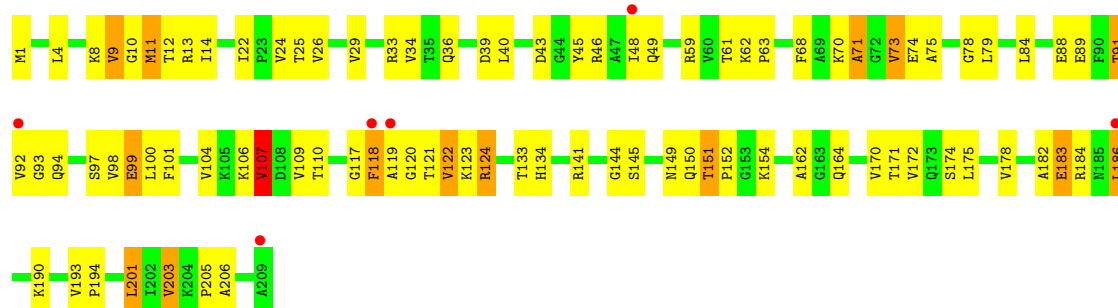 M1 L4 K8 V9 G10 M11 T12 R13 I14 I22 P23 V24 T25 V26 V29 R33 V34 T35 Q36 D39 L40 D43 G44 Y45 R46 A47 I48 Q49 R59 V60 T61 K62 P63 F68 A69 K70 A71 G72 V73 E74 A75 G78 L79 L84 E88 E89 F90 T91
V92 G93 Q94 S97 V98 E99 L100 F101 V104 K105 K106 V107 D108 V109 T110 G117 F118 A119 G120 T121 V122 K123 R124 T133 H134 R141 G144 S145 N149 Q150 T151 P152 G153 K154 A162 G163 Q164 V170 T171 V172 Q173 S174 L175 V178 A182 E183 R184 N185 L186
K190 V193 P194 L201 I202 V203 K204 P205 A206 A209